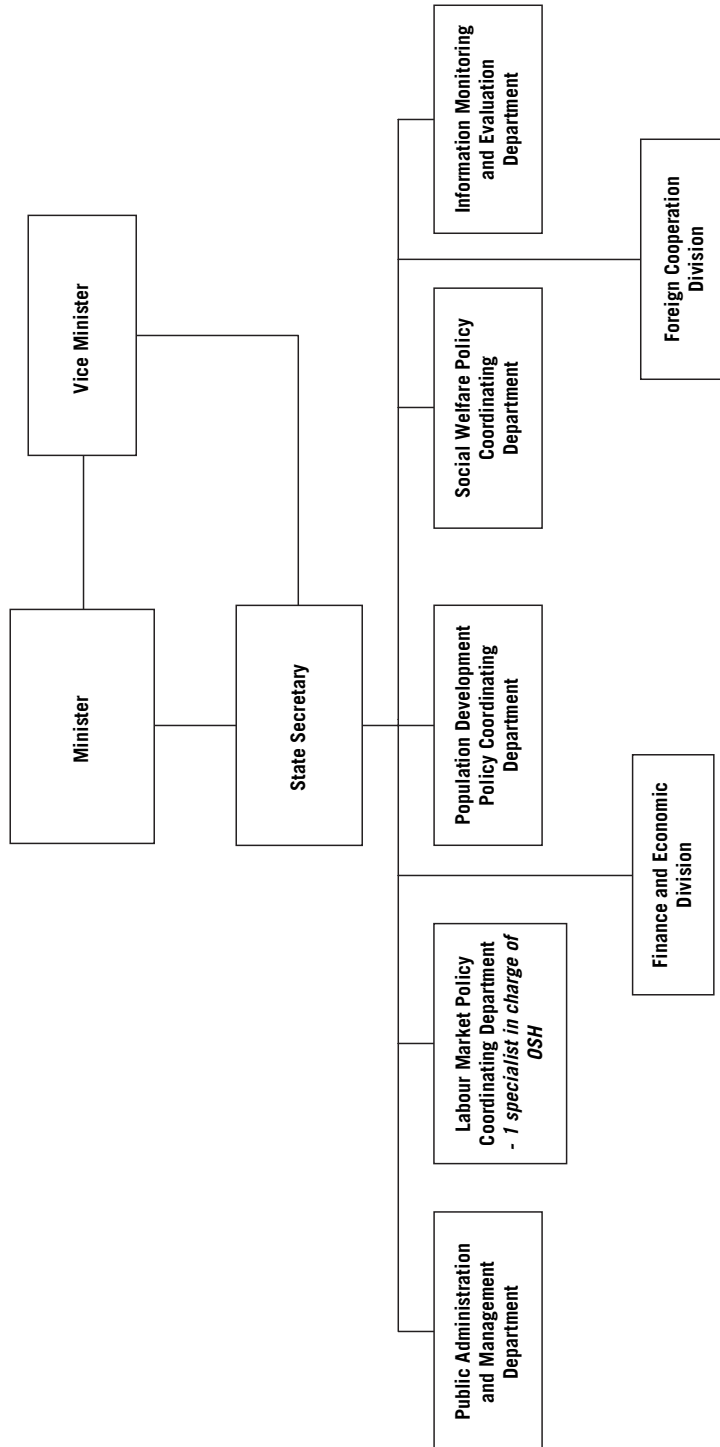 Minister
Vice Minister
State Secretary
Public Administration
and Management
Department
Labour Market Policy
Coordinating Department
- 1 specialist in charge of
OSH
Population Development
Policy Coordinating
Department
Social Welfare Policy
Coordinating
Department
Information Monitoring
and Evaluation
Department
Finance and Economic
Division
Foreign Cooperation
Division